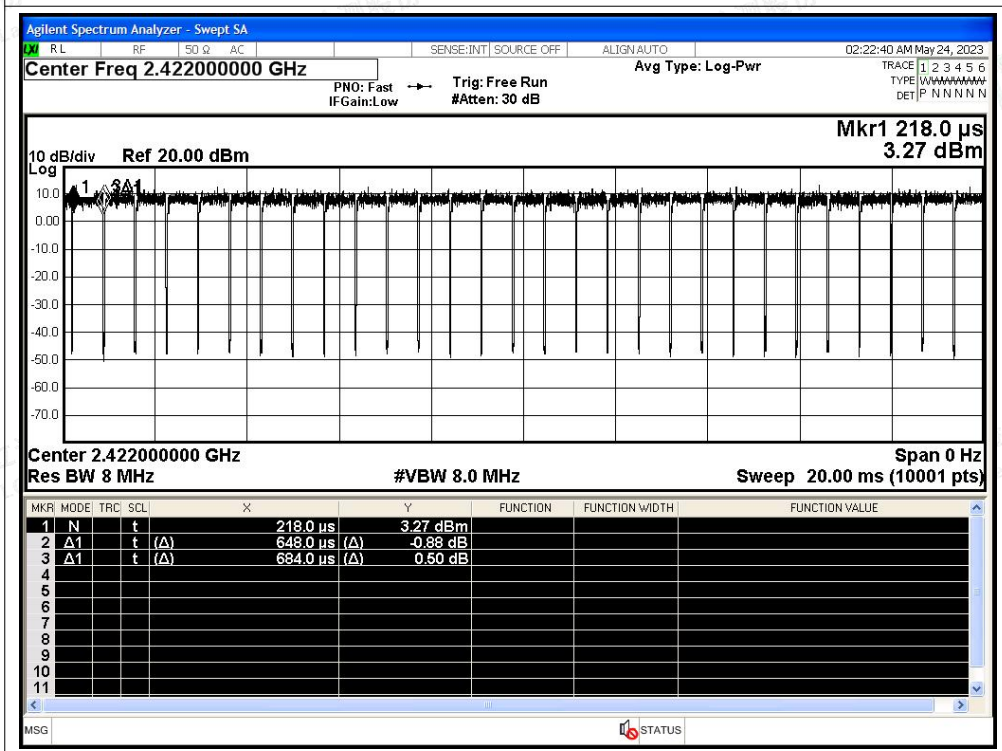 Agilent Spectrum Analyzer - Swept SA
LXI RL RF 50 Ω AC SENSE:INT SOURCE OFF ALIGN AUTO 02:22:40 AM May 24, 2023
Center Freq 2.422000000 GHz Avg Type: Log-Pwr TRACE 1 2 3 4 5 6
PNO: Fast Trig: Free Run TYPE WWWWWW
IFGain:Low #Atten: 30 dB DET P N N N N N
Mkr1 218.0 µs
10 dB/div Ref 20.00 dBm 3.27 dBm
Log
1 3Δ1
10.0
0.00
-10.0
-20.0
-30.0
-40.0
-50.0
-60.0
-70.0
Center 2.422000000 GHz Span 0 Hz
Res BW 8 MHz #VBW 8.0 MHz Sweep 20.00 ms (10001 pts)
MKR MODE TRC SCL X Y FUNCTION FUNCTION WIDTH FUNCTION VALUE
1 N t 218.0 µs 3.27 dBm
2 Δ1 t (Δ) 648.0 µs (Δ) -0.88 dB
3 Δ1 t (Δ) 684.0 µs (Δ) 0.50 dB
4
5
6
7
8
9
10
11
MSG STATUS